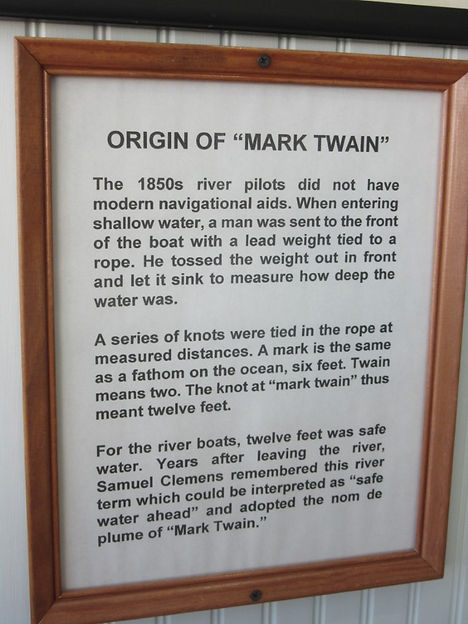 ORIGIN OF “MARK TWAIN”
The 1850s river pilots did not have
modern navigational aids. When entering
shallow water, a man was sent to the front
of the boat with a lead weight tied to a
rope. He tossed the weight out in front
and let it sink to measure how deep the
water was.
A series of knots were tied in the rope at
measured distances. A mark is the same
as a fathom on the ocean, six feet. Twain
means two. The knot at “mark twain” thus
meant twelve feet.
For the river boats, twelve feet was safe
water. Years after leaving the river,
Samuel Clemens remembered this river
term which could be interpreted as “safe
water ahead” and adopted the nom de
plume of “Mark Twain.”